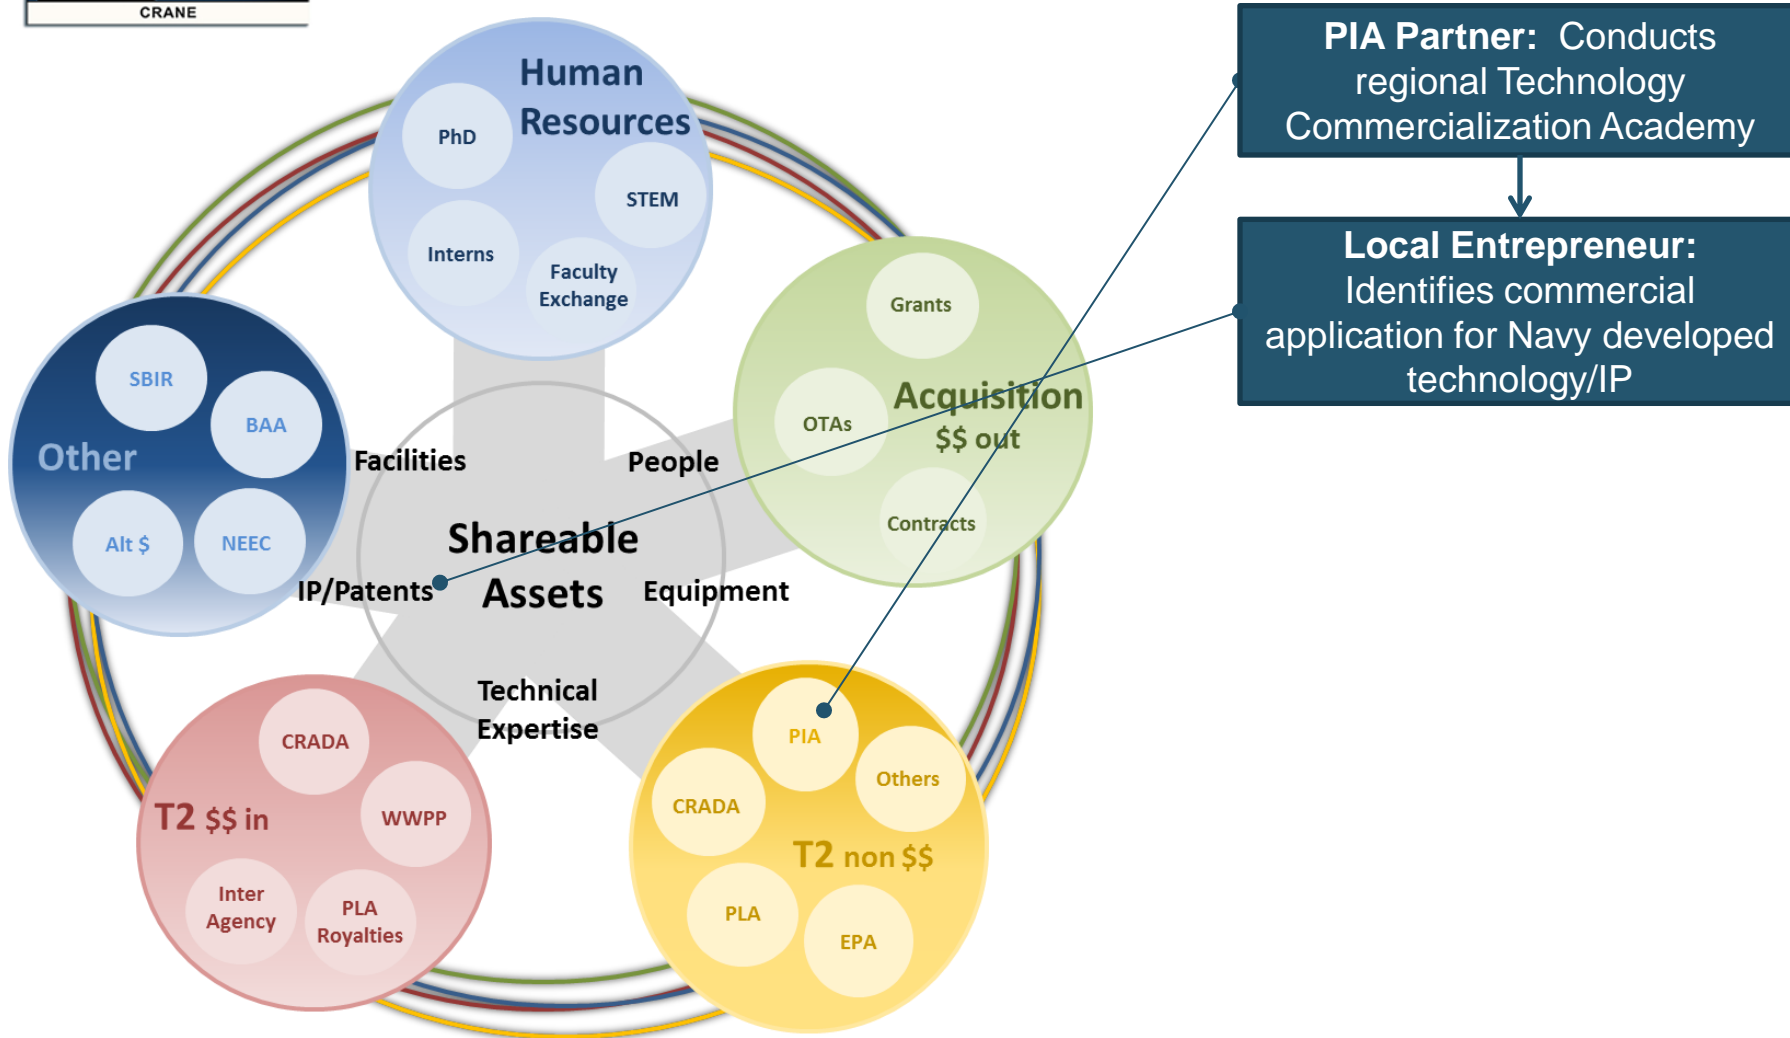 CRANE
Human
Resources
PhD
STEM
Interns
Faculty
Exchange
Grants
OTAs
Acquisition
$$ out
Contracts
SBIR
BAA
Other
Alt $
NEEC
Facilities
People
Shareable
Assets
IP/Patents
Equipment
Technical
Expertise
CRADA
T2 $$ in
WWPP
Inter
Agency
PLA
Royalties
PIA
Others
CRADA
T2 non $$
PLA
EPA
PIA Partner: Conducts
regional Technology
Commercialization Academy
Local Entrepreneur:
Identifies commercial
application for Navy developed
technology/IP